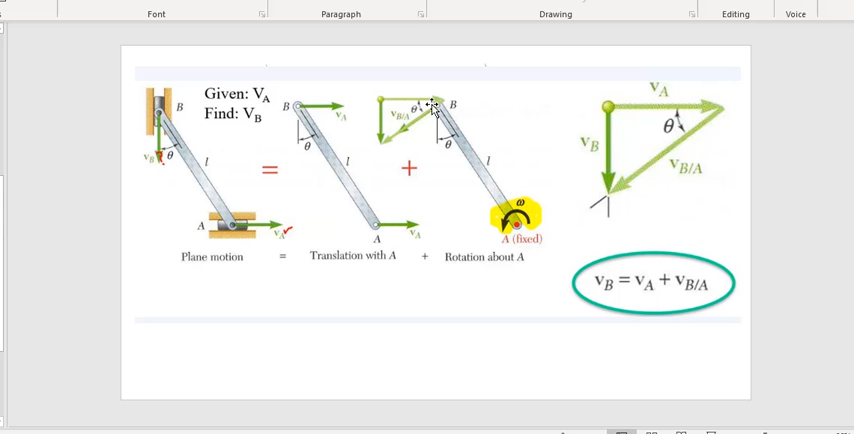 Font
Paragraph
Drawing
Editing
Voice
Given: VA
Find: VB
B
vB
θ
l
A
vA
=
B
vA
θ
l
A
vA
+
vB/A
θ
B
θ
l
ω
A (fixed)
Plane motion = Translation with A + Rotation about A
vA
θ
vB
vB/A
vB = vA + vB/A